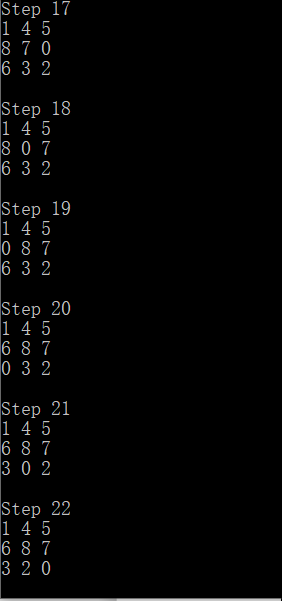 Step 17
1 4 5
8 7 0
6 3 2
Step 18
1 4 5
8 0 7
6 3 2
Step 19
1 4 5
0 8 7
6 3 2
Step 20
1 4 5
6 8 7
0 3 2
Step 21
1 4 5
6 8 7
3 0 2
Step 22
1 4 5
6 8 7
3 2 0